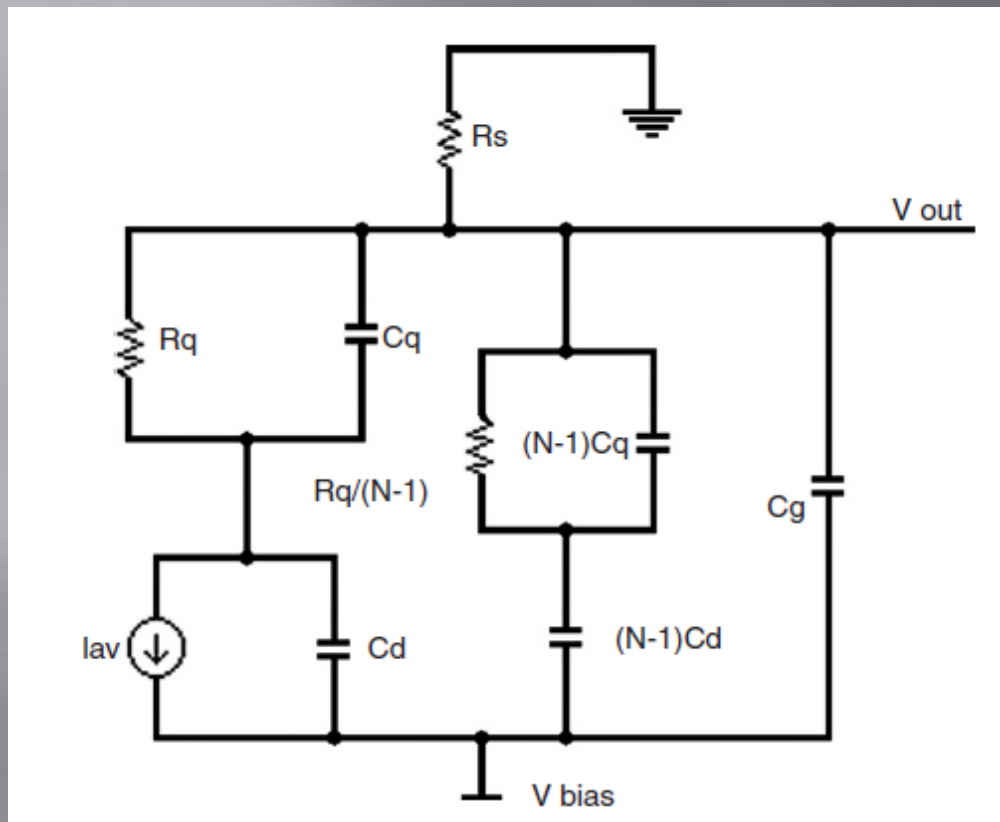 Rs
V out
Rq
Cq
(N-1)Cq
Rq/(N-1)
Cg
Iav
Cd
(N-1)Cd
V bias